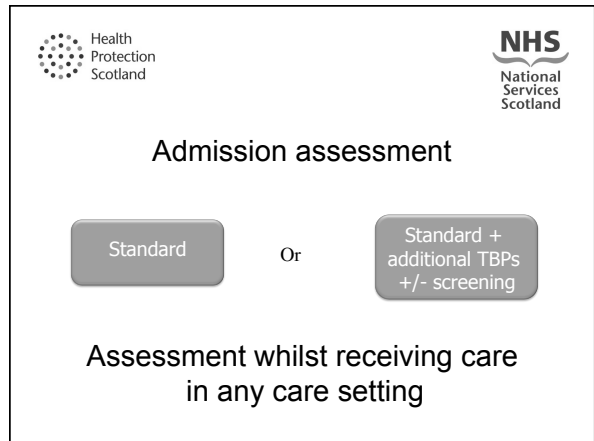 Health
Protection
Scotland
NHS
National
Services
Scotland
Admission assessment
Standard
Or
Standard +
additional TBPs
+/- screening
Assessment whilst receiving care
in any care setting